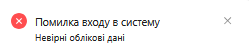 Помилка входу в систему
Невірні облікові дані